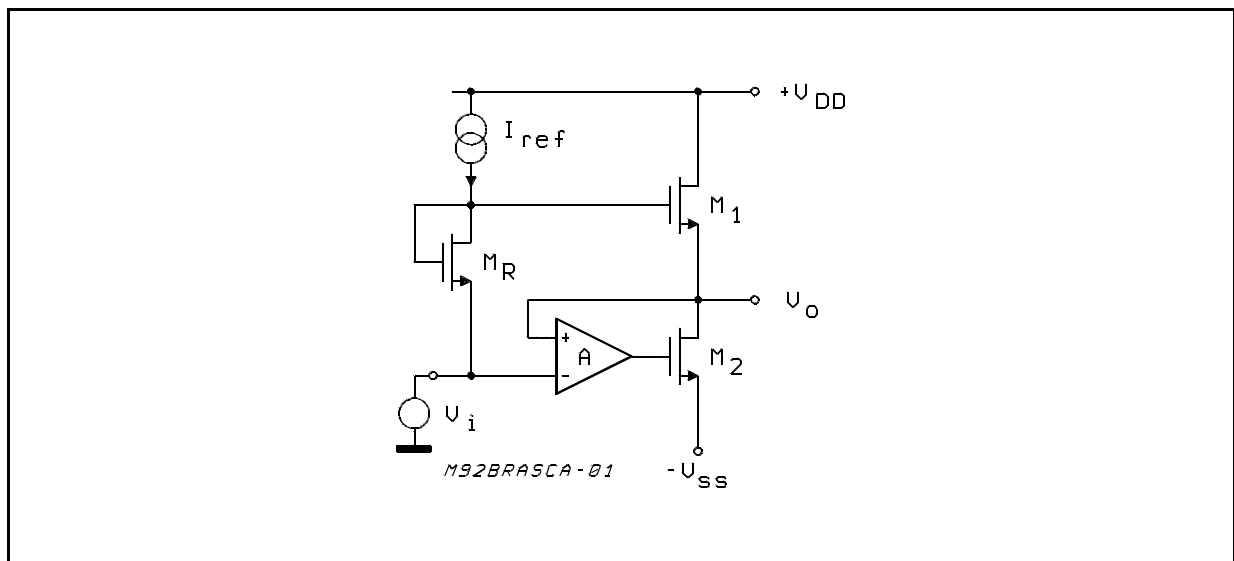 +VDD
Iref
M1
MR
Vo
+
A
M2
-
Vi
M92BRASCA-01
-Vss